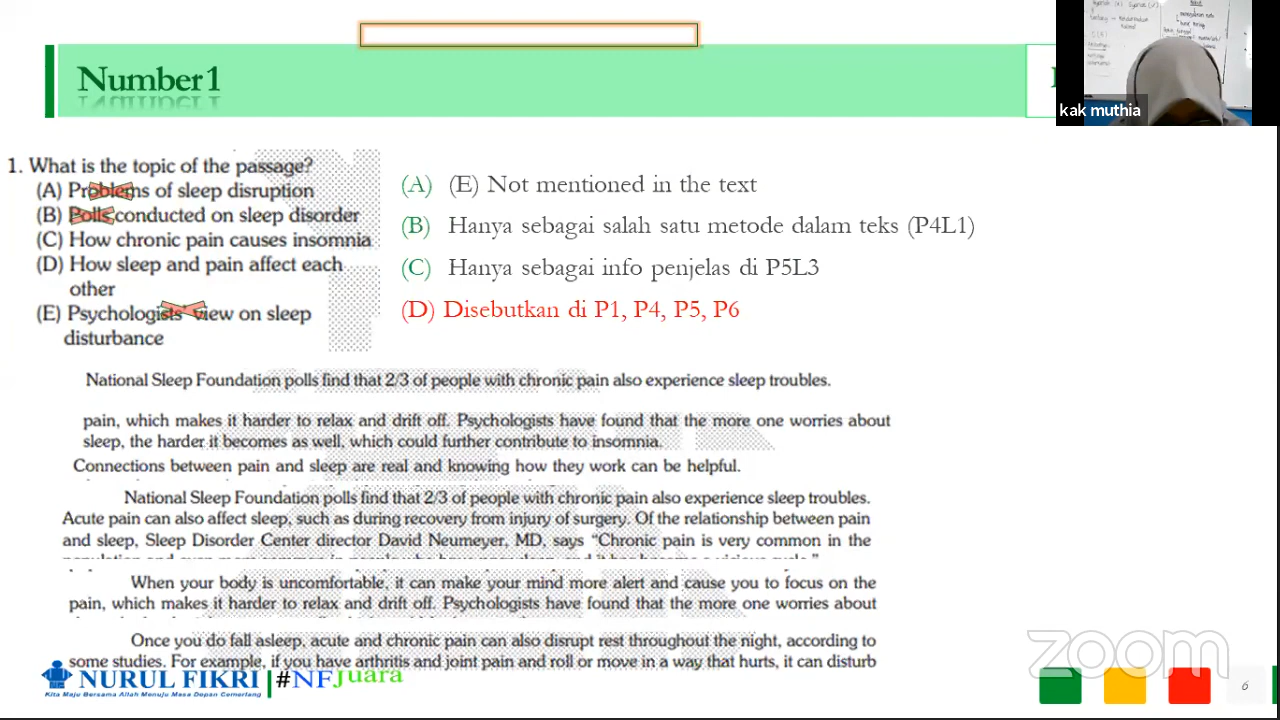 Number1
kak muthia
1. What is the topic of the passage?
(A) Problems of sleep disruption
(B) Polls conducted on sleep disorder
(C) How chronic pain causes insomnia
(D) How sleep and pain affect each
other
(E) Psychologists' view on sleep
disturbance
(A) (E) Not mentioned in the text
(B) Hanya sebagai salah satu metode dalam teks (P4L1)
(C) Hanya sebagai info penjelas di P5L3
(D) Disebutkan di P1, P4, P5, P6
National Sleep Foundation polls find that 2/3 of people with chronic pain also experience sleep troubles.
pain, which makes it harder to relax and drift off. Psychologists have found that the more one worries about
sleep, the harder it becomes as well, which could further contribute to insomnia.
Connections between pain and sleep are real and knowing how they work can be helpful.
National Sleep Foundation polls find that 2/3 of people with chronic pain also experience sleep troubles.
Acute pain can also affect sleep, such as during recovery from injury of surgery. Of the relationship between pain
and sleep, Sleep Disorder Center director David Neumeyer, MD, says “Chronic pain is very common in the
When your body is uncomfortable, it can make your mind more alert and cause you to focus on the
pain, which makes it harder to relax and drift off. Psychologists have found that the more one worries about
Once you do fall asleep, acute and chronic pain can also disrupt rest throughout the night, according to
some studies. For example, if you have arthritis and joint pain and roll or move in a way that hurts, it can disturb
NURUL FIKRI #NFJuara
Kita Maju Bersama Allah Menuju Masa Depan Cemerlang
zoom
6